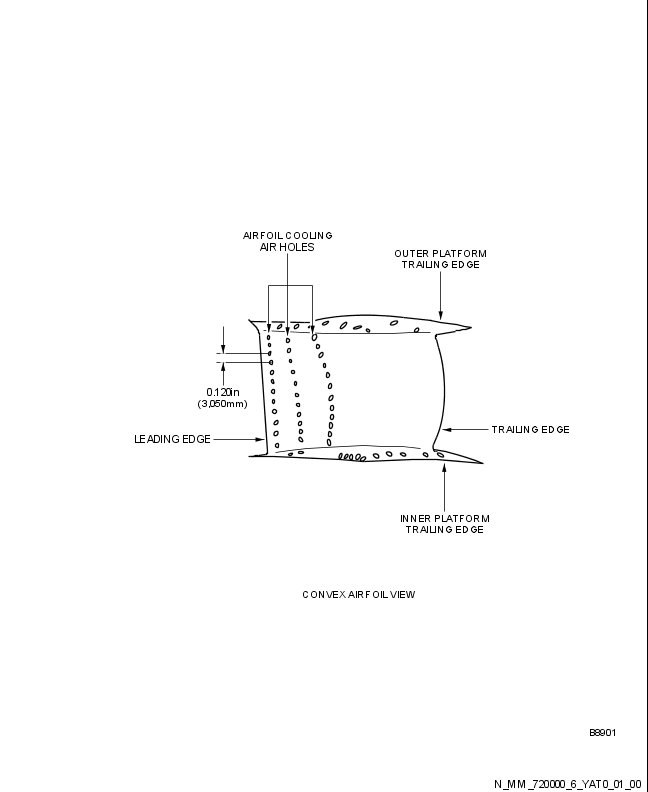 AIRFOIL COOLING
AIR HOLES
OUTER PLATFORM
TRAILING EDGE
0.120in
(3,050mm)
LEADING EDGE
TRAILING EDGE
INNER PLATFORM
TRAILING EDGE
CONVEX AIRFOIL VIEW
B8901
N_MM_720000_6_YAT0_01_00